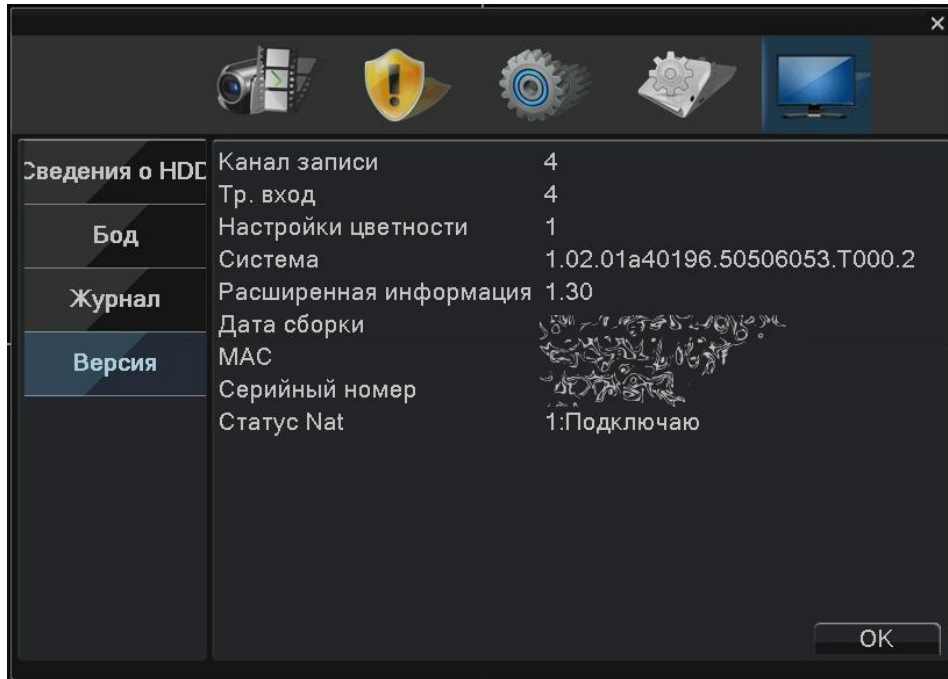 Сведения о HDD
Бод
Журнал
Версия
Канал записи 4
Тр. вход 4
Настройки цветности 1
Система 1.02.01a40196.50506053.T000.2
Расширенная информация 1.30
Дата сборки
MAC
Серийный номер
Статус Nat 1:Подключаю
OK